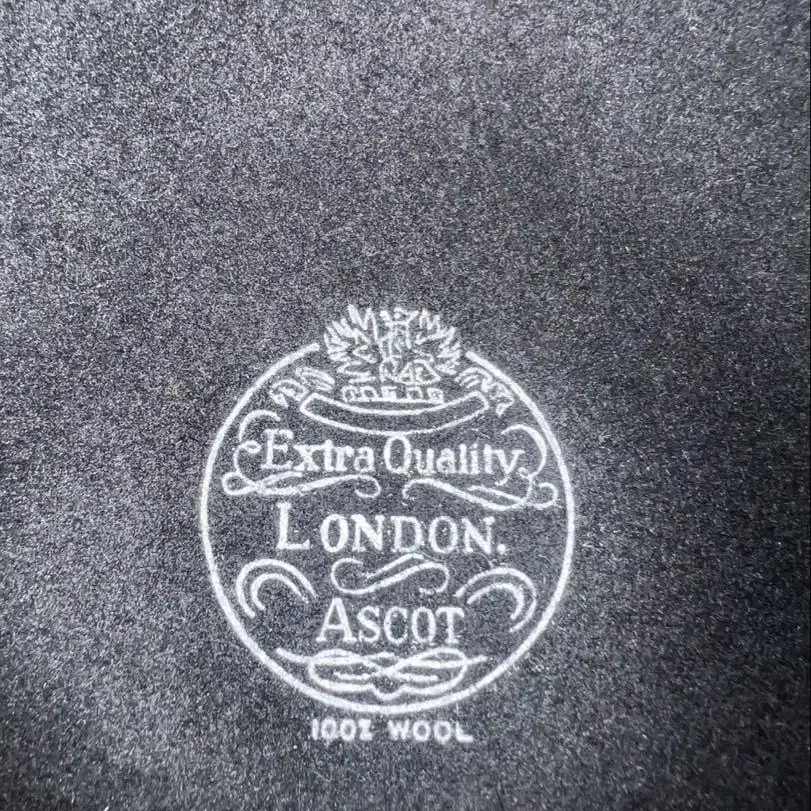 Extra Quality
LONDON.
ASCOT
100% WOOL